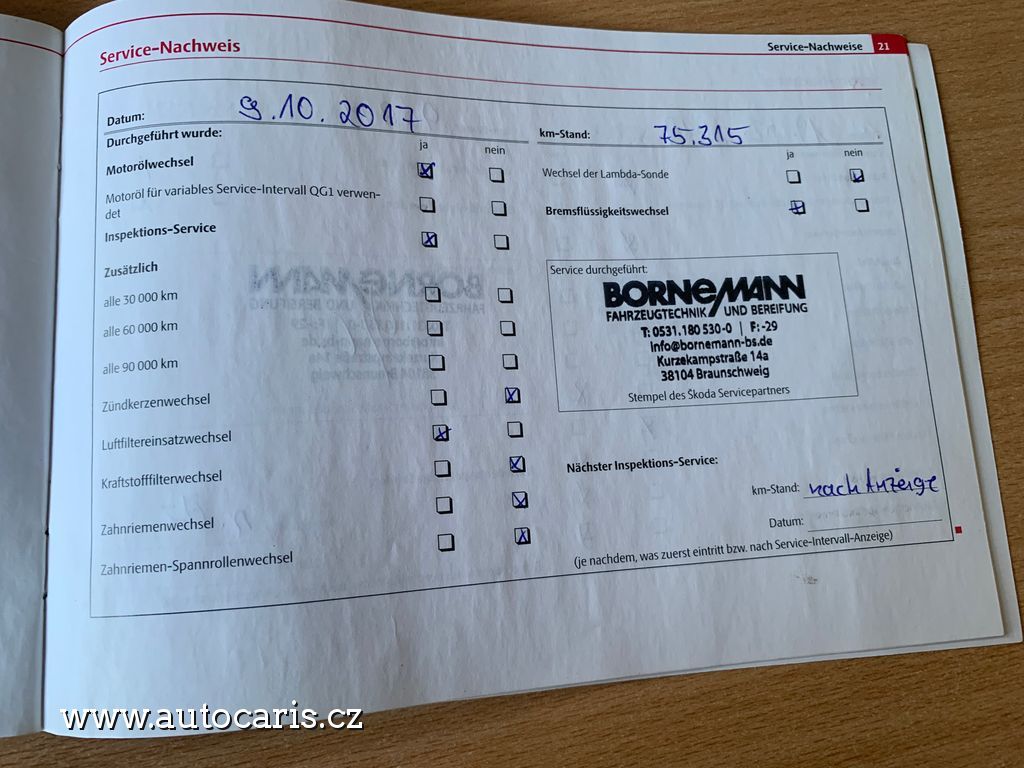 Service-Nachweis
Service-Nachweise 21
Datum: 9.10.2017
Durchgeführt wurde:
ja nein
Motorölwechsel
Motoröl für variables Service-Intervall QG1 verwen-
det
Inspektions-Service
Zusätzlich
alle 30 000 km
alle 60 000 km
alle 90 000 km
Zündkerzenwechsel
Luftfiltereinsatzwechsel
Kraftstofffilterwechsel
Zahnriemenwechsel
Zahnriemen-Spannrollenwechsel
km-Stand: 75.315
ja nein
Wechsel der Lambda-Sonde
Bremsflüssigkeitswechsel
Service durchgeführt:
BORNEMANN
FAHRZEUGTECHNIK UND BEREIFUNG
T: 0531.180 530-0 | F: -29
info@bornemann-bs.de
Kurzekampstraße 14a
38104 Braunschweig
Stempel des Škoda Servicepartners
Nächster Inspektions-Service:
km-Stand: nach Anzeige
Datum:
(je nachdem, was zuerst eintritt bzw. nach Service-Intervall-Anzeige)
www.autocaris.cz